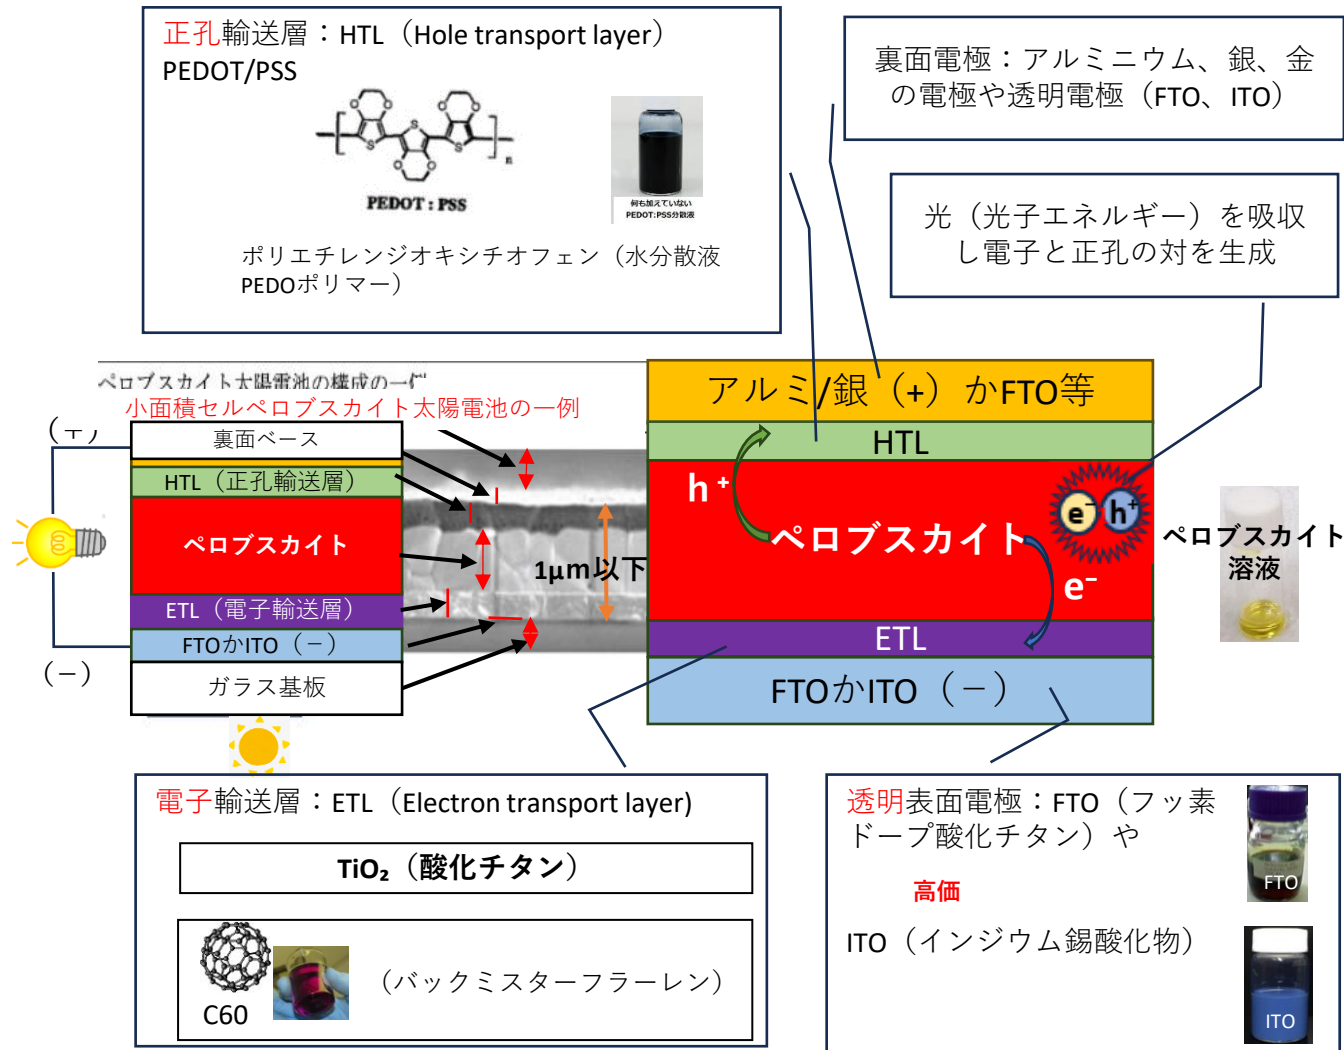 正孔輸送層：HTL（Hole transport layer）
PEDOT/PSS
PEDOT : PSS
n
何も加えていない
PEDOT:PSS分散液
ポリエチレンジオキシチオフェン（水分散液
PEDOポリマー）
裏面電極：アルミニウム、銀、金
の電極や透明電極（FTO、ITO）
光（光子エネルギー）を吸収
し電子と正孔の対を生成
ペロブスカイト太陽電池の構成の一例
小面積セルペロブスカイト太陽電池の一例
(＋)
裏面ベース
HTL（正孔輸送層）
ペロブスカイト
ETL（電子輸送層）
FTOかITO（－）
ガラス基板
(－)
1μm以下
アルミ/銀（+）かFTO等
HTL
h⁺
ペロブスカイト
e⁻ h⁺
e⁻
ETL
FTOかITO（－）
ペロブスカイト
溶液
電子輸送層：ETL（Electron transport layer)
TiO₂（酸化チタン）
C60
（バックミスターフラーレン）
透明表面電極：FTO（フッ素
ドープ酸化チタン）や
高価
ITO（インジウム錫酸化物）
FTO
ITO